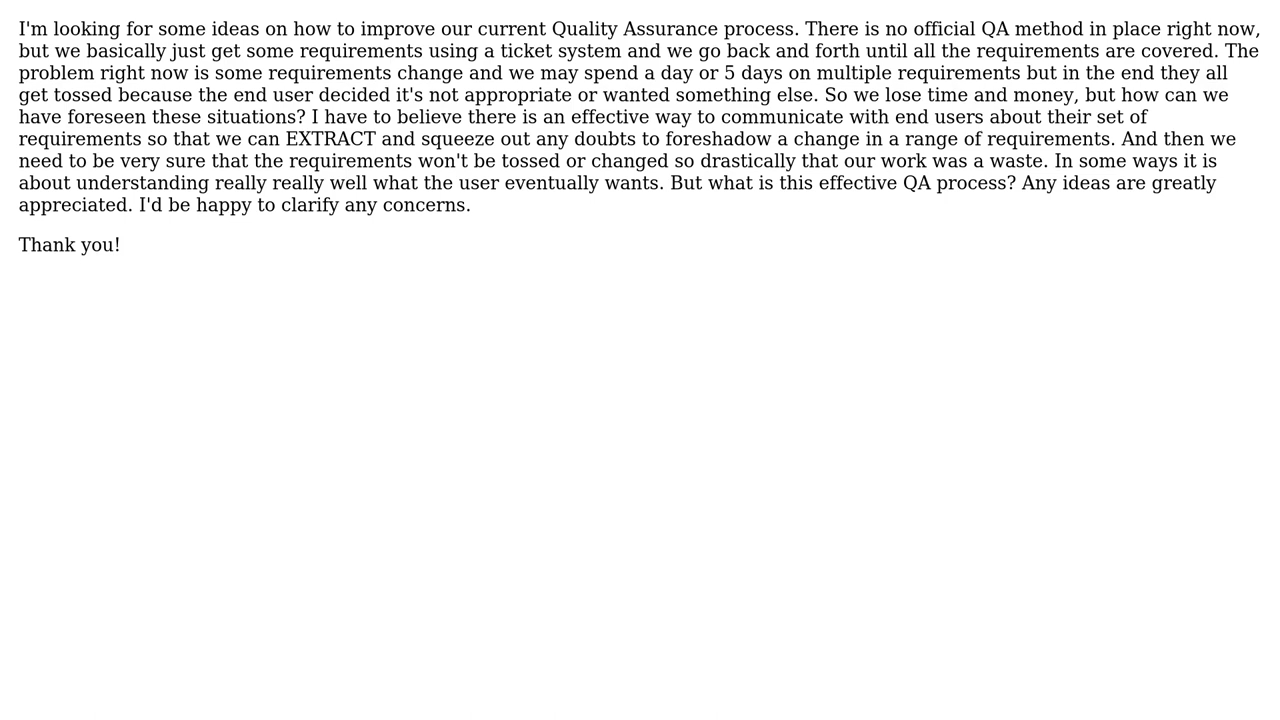 I'm looking for some ideas on how to improve our current Quality Assurance process. There is no official QA method in place right now,
but we basically just get some requirements using a ticket system and we go back and forth until all the requirements are covered. The
problem right now is some requirements change and we may spend a day or 5 days on multiple requirements but in the end they all
get tossed because the end user decided it's not appropriate or wanted something else. So we lose time and money, but how can we
have foreseen these situations? I have to believe there is an effective way to communicate with end users about their set of
requirements so that we can EXTRACT and squeeze out any doubts to foreshadow a change in a range of requirements. And then we
need to be very sure that the requirements won't be tossed or changed so drastically that our work was a waste. In some ways it is
about understanding really really well what the user eventually wants. But what is this effective QA process? Any ideas are greatly
appreciated. I'd be happy to clarify any concerns.
Thank you!